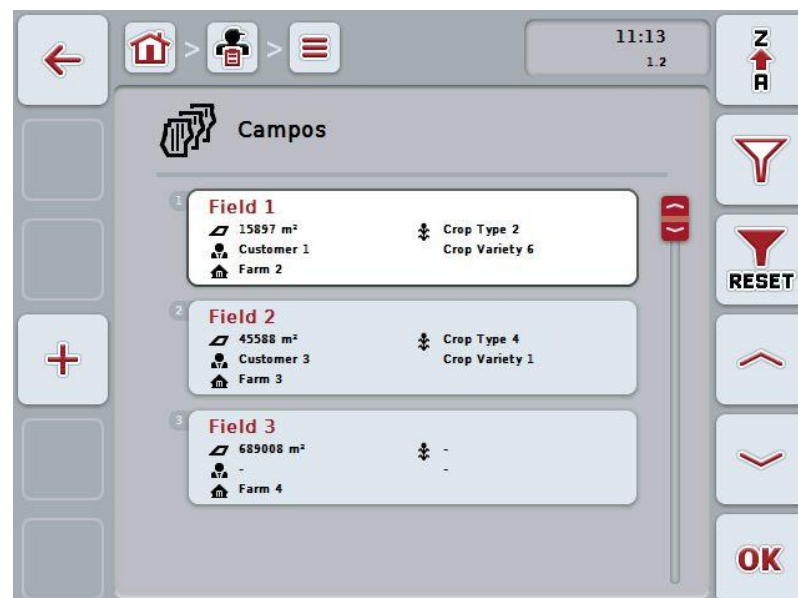 11:13
1.2
Z
A
Campos
1
Field 1
15897 m²
Crop Type 2
Customer 1
Crop Variety 6
Farm 2
RESET
2
Field 2
45588 m²
Crop Type 4
Customer 3
Crop Variety 1
Farm 3
3
Field 3
689008 m²
-
-
-
Farm 4
OK